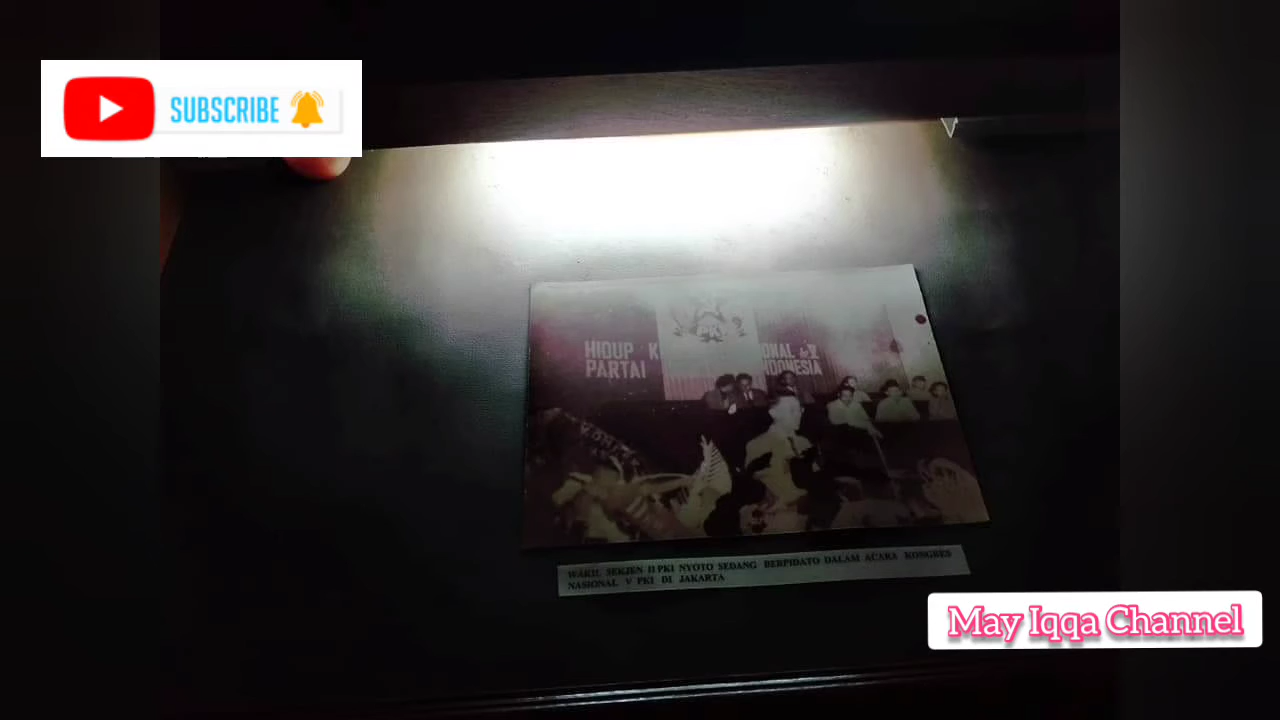 SUBSCRIBE
HIDUP K ONAL ke V
PARTAI INDONESIA
WAKIL SEKJEN II PKI NYOTO SEDANG BERPIDATO DALAM ACARA KONGRES
NASIONAL V PKI DI JAKARTA
May Iqqa Channel